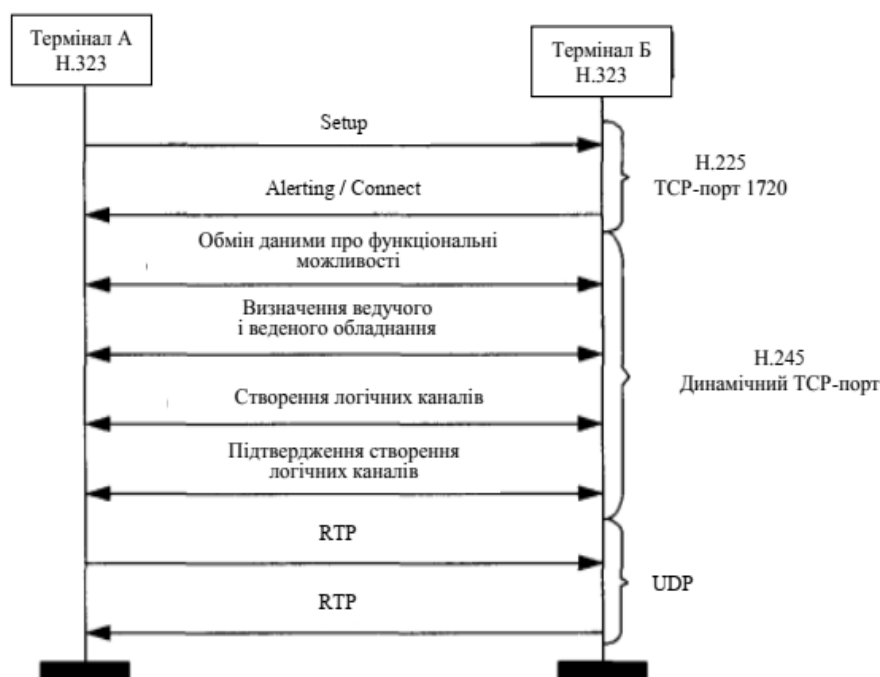 Термінал А
Н.323
Термінал Б
Н.323
Setup
Н.225
TCP-порт 1720
Alerting / Connect
Обмін даними про функціональні
можливості
Визначення ведучого
і веденого обладнання
Н.245
Динамічний TCP-порт
Створення логічних каналів
Підтвердження створення
логічних каналів
RTP
UDP
RTP